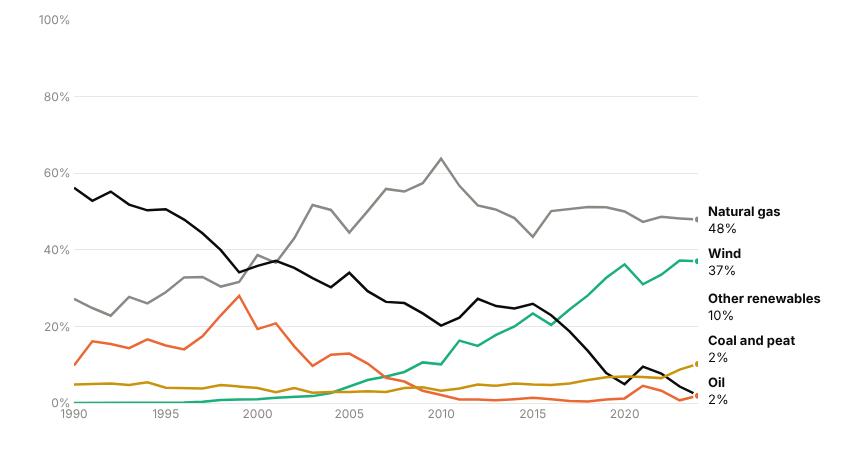 100%
80%
60%
40%
20%
0%
1990 1995 2000 2005 2010 2015 2020
Natural gas
48%
Wind
37%
Other renewables
10%
Coal and peat
2%
Oil
2%